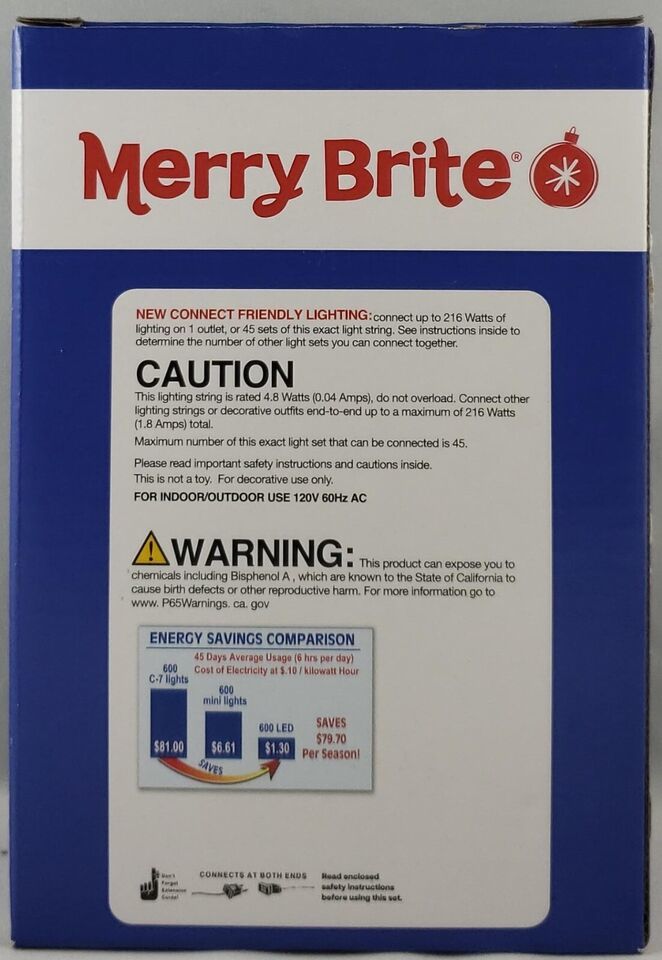 Merry Brite®
NEW CONNECT FRIENDLY LIGHTING: connect up to 216 Watts of
lighting on 1 outlet, or 45 sets of this exact light string. See instructions inside to
determine the number of other light sets you can connect together.
CAUTION
This lighting string is rated 4.8 Watts (0.04 Amps), do not overload. Connect other
lighting strings or decorative outfits end-to-end up to a maximum of 216 Watts
(1.8 Amps) total.
Maximum number of this exact light set that can be connected is 45.
Please read important safety instructions and cautions inside.
This is not a toy. For decorative use only.
FOR INDOOR/OUTDOOR USE 120V 60Hz AC
WARNING: This product can expose you to
chemicals including Bisphenol A , which are known to the State of California to
cause birth defects or other reproductive harm. For more information go to
www. P65Warnings. ca. gov
ENERGY SAVINGS COMPARISON
45 Days Average Usage (6 hrs per day)
Cost of Electricity at $.10 / kilowatt Hour
600
C-7 lights
$81.00
600
mini lights
$6.61
600 LED
$1.30
SAVES
SAVES
$79.70
Per Season!
Don't
Forget
Extension
Cords!
CONNECTS AT BOTH ENDS
Read enclosed
safety instructions
before using this set.